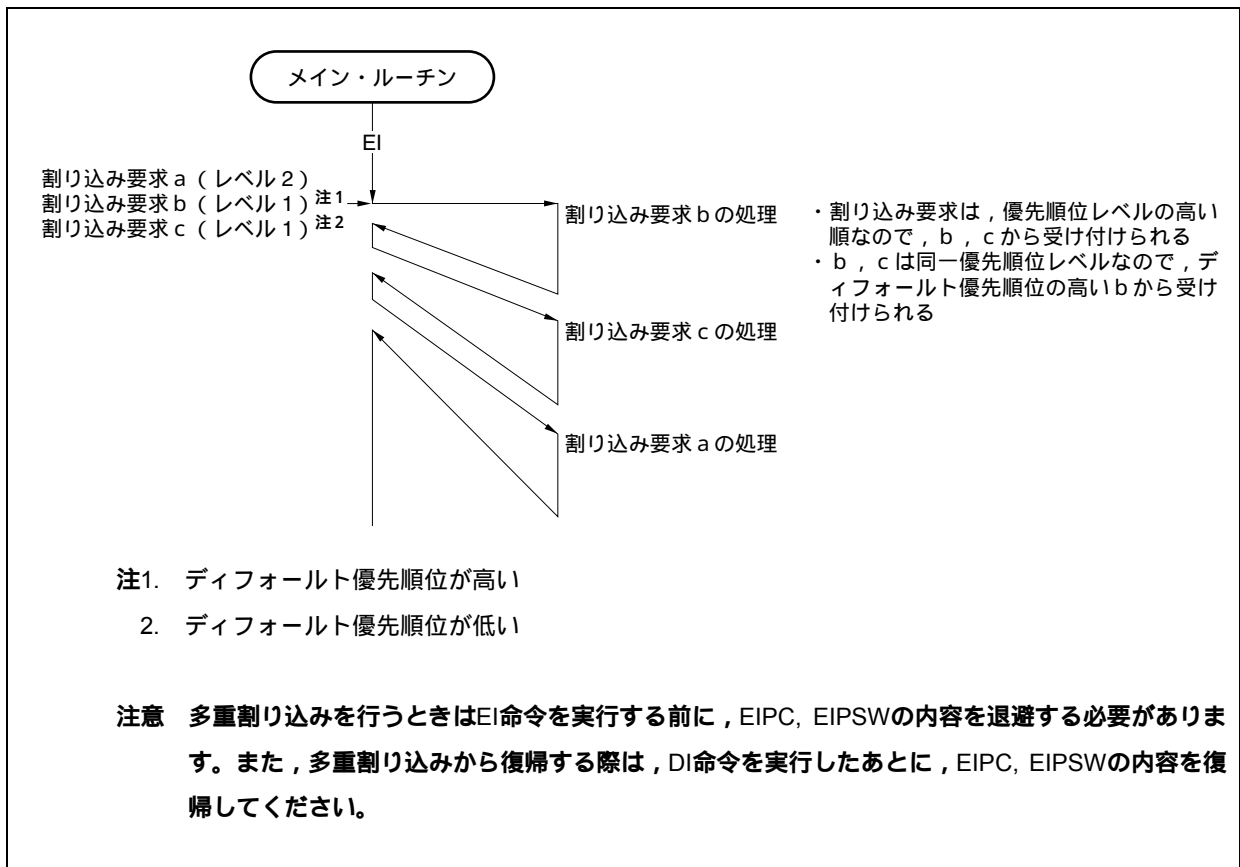 メイン・ルーチン
EI
割り込み要求a（レベル2）
割り込み要求b（レベル1）注1
割り込み要求c（レベル1）注2
割り込み要求bの処理
・割り込み要求は，優先順位レベルの高い
順なので，b，cから受け付けられる
・b，cは同一優先順位レベルなので，デ
ィフォールト優先順位の高いbから受け
付けられる
割り込み要求cの処理
割り込み要求aの処理
注1. ディフォールト優先順位が高い
2. ディフォールト優先順位が低い
注意 多重割り込みを行うときはEI命令を実行する前に，EIPC, EIPSWの内容を退避する必要がありま
す。また，多重割り込みから復帰する際は，DI命令を実行したあとに，EIPC, EIPSWの内容を復
帰してください。